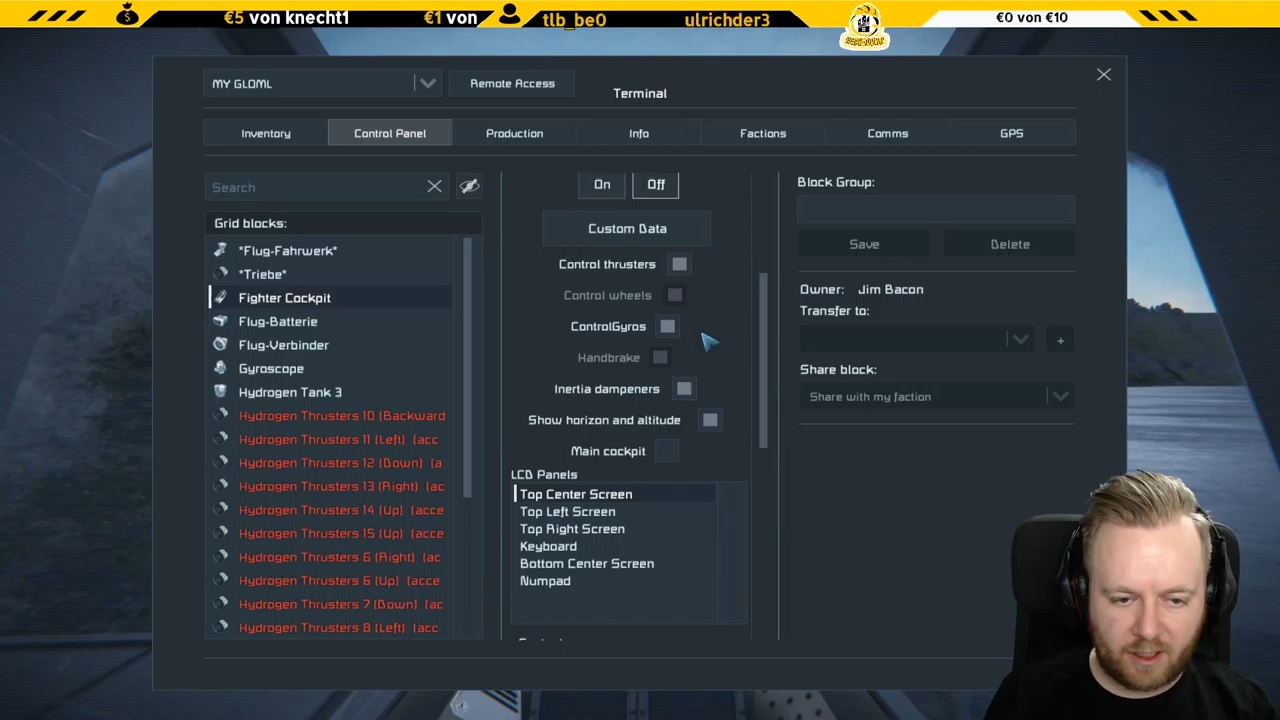 €5 von knecht1
€1 von
tlb_be0
ulrichder3
€0 von €10
MY GLOML
Remote Access
Terminal
Inventory
Control Panel
Production
Info
Factions
Comms
GPS
Search
Grid blocks:
*Flug-Fahrwerk*
*Triebe*
Fighter Cockpit
Flug-Batterie
Flug-Verbinder
Gyroscope
Hydrogen Tank 3
Hydrogen Thrusters 10 (Backward
Hydrogen Thrusters 11 (Left) (acc
Hydrogen Thrusters 12 (Down) (a
Hydrogen Thrusters 13 (Right) (ac
Hydrogen Thrusters 14 (Up) (acce
Hydrogen Thrusters 15 (Up) (acce
Hydrogen Thrusters 6 (Right) (ac
Hydrogen Thrusters 6 (Up) (acce
Hydrogen Thrusters 7 (Down) (ac
Hydrogen Thrusters 8 (Left) (acc
On
Off
Custom Data
Control thrusters
Control wheels
ControlGyros
Handbrake
Inertia dampeners
Show horizon and altitude
Main cockpit
LCD Panels
Top Center Screen
Top Left Screen
Top Right Screen
Keyboard
Bottom Center Screen
Numpad
Block Group:
Save
Delete
Owner: Jim Bacon
Transfer to:
+
Share block:
Share with my faction